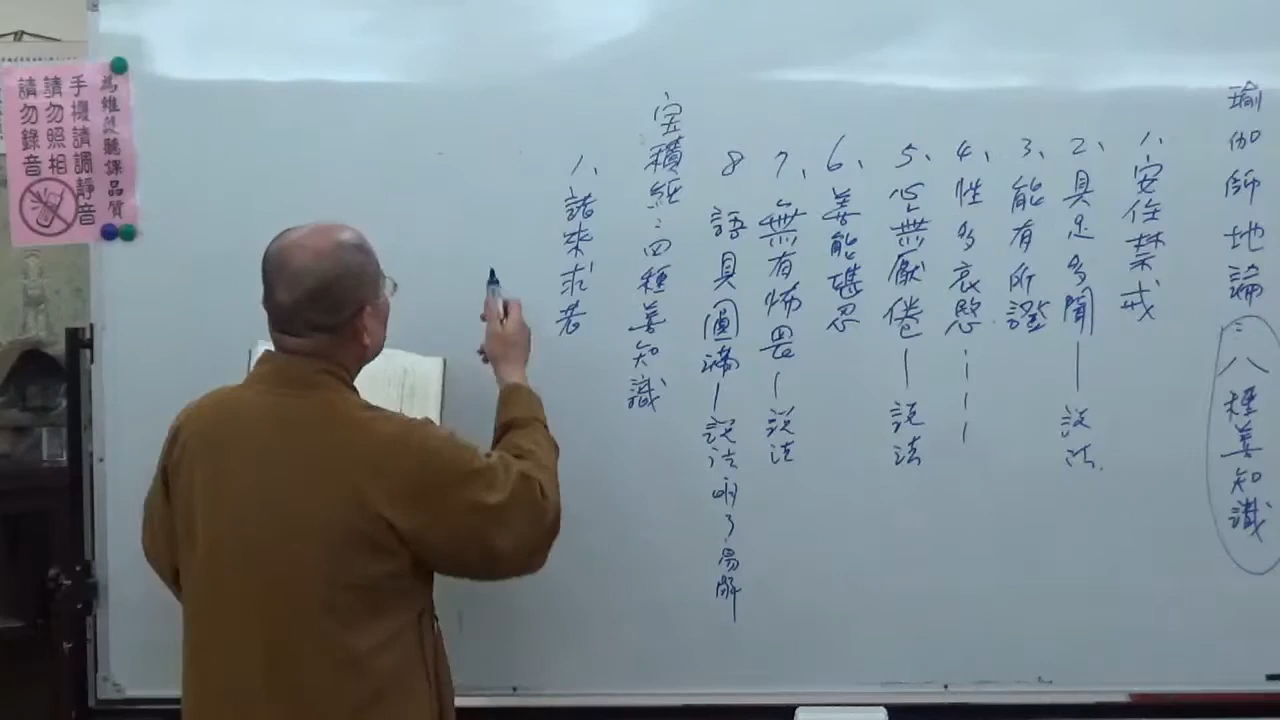 瑜伽師地論：八種善知識
1、安住禁戒
2、具足多聞—說法
3、能有所證
4、性多哀愍
5、心無厭倦—說法
6、善能堪忍
7、無有怖畏—說法
8 語具圓滿—說法明了易解
宝積經：四種善知識
1、諸來求者
為維護聽課品質
手機請調靜音
請勿照相
請勿錄音